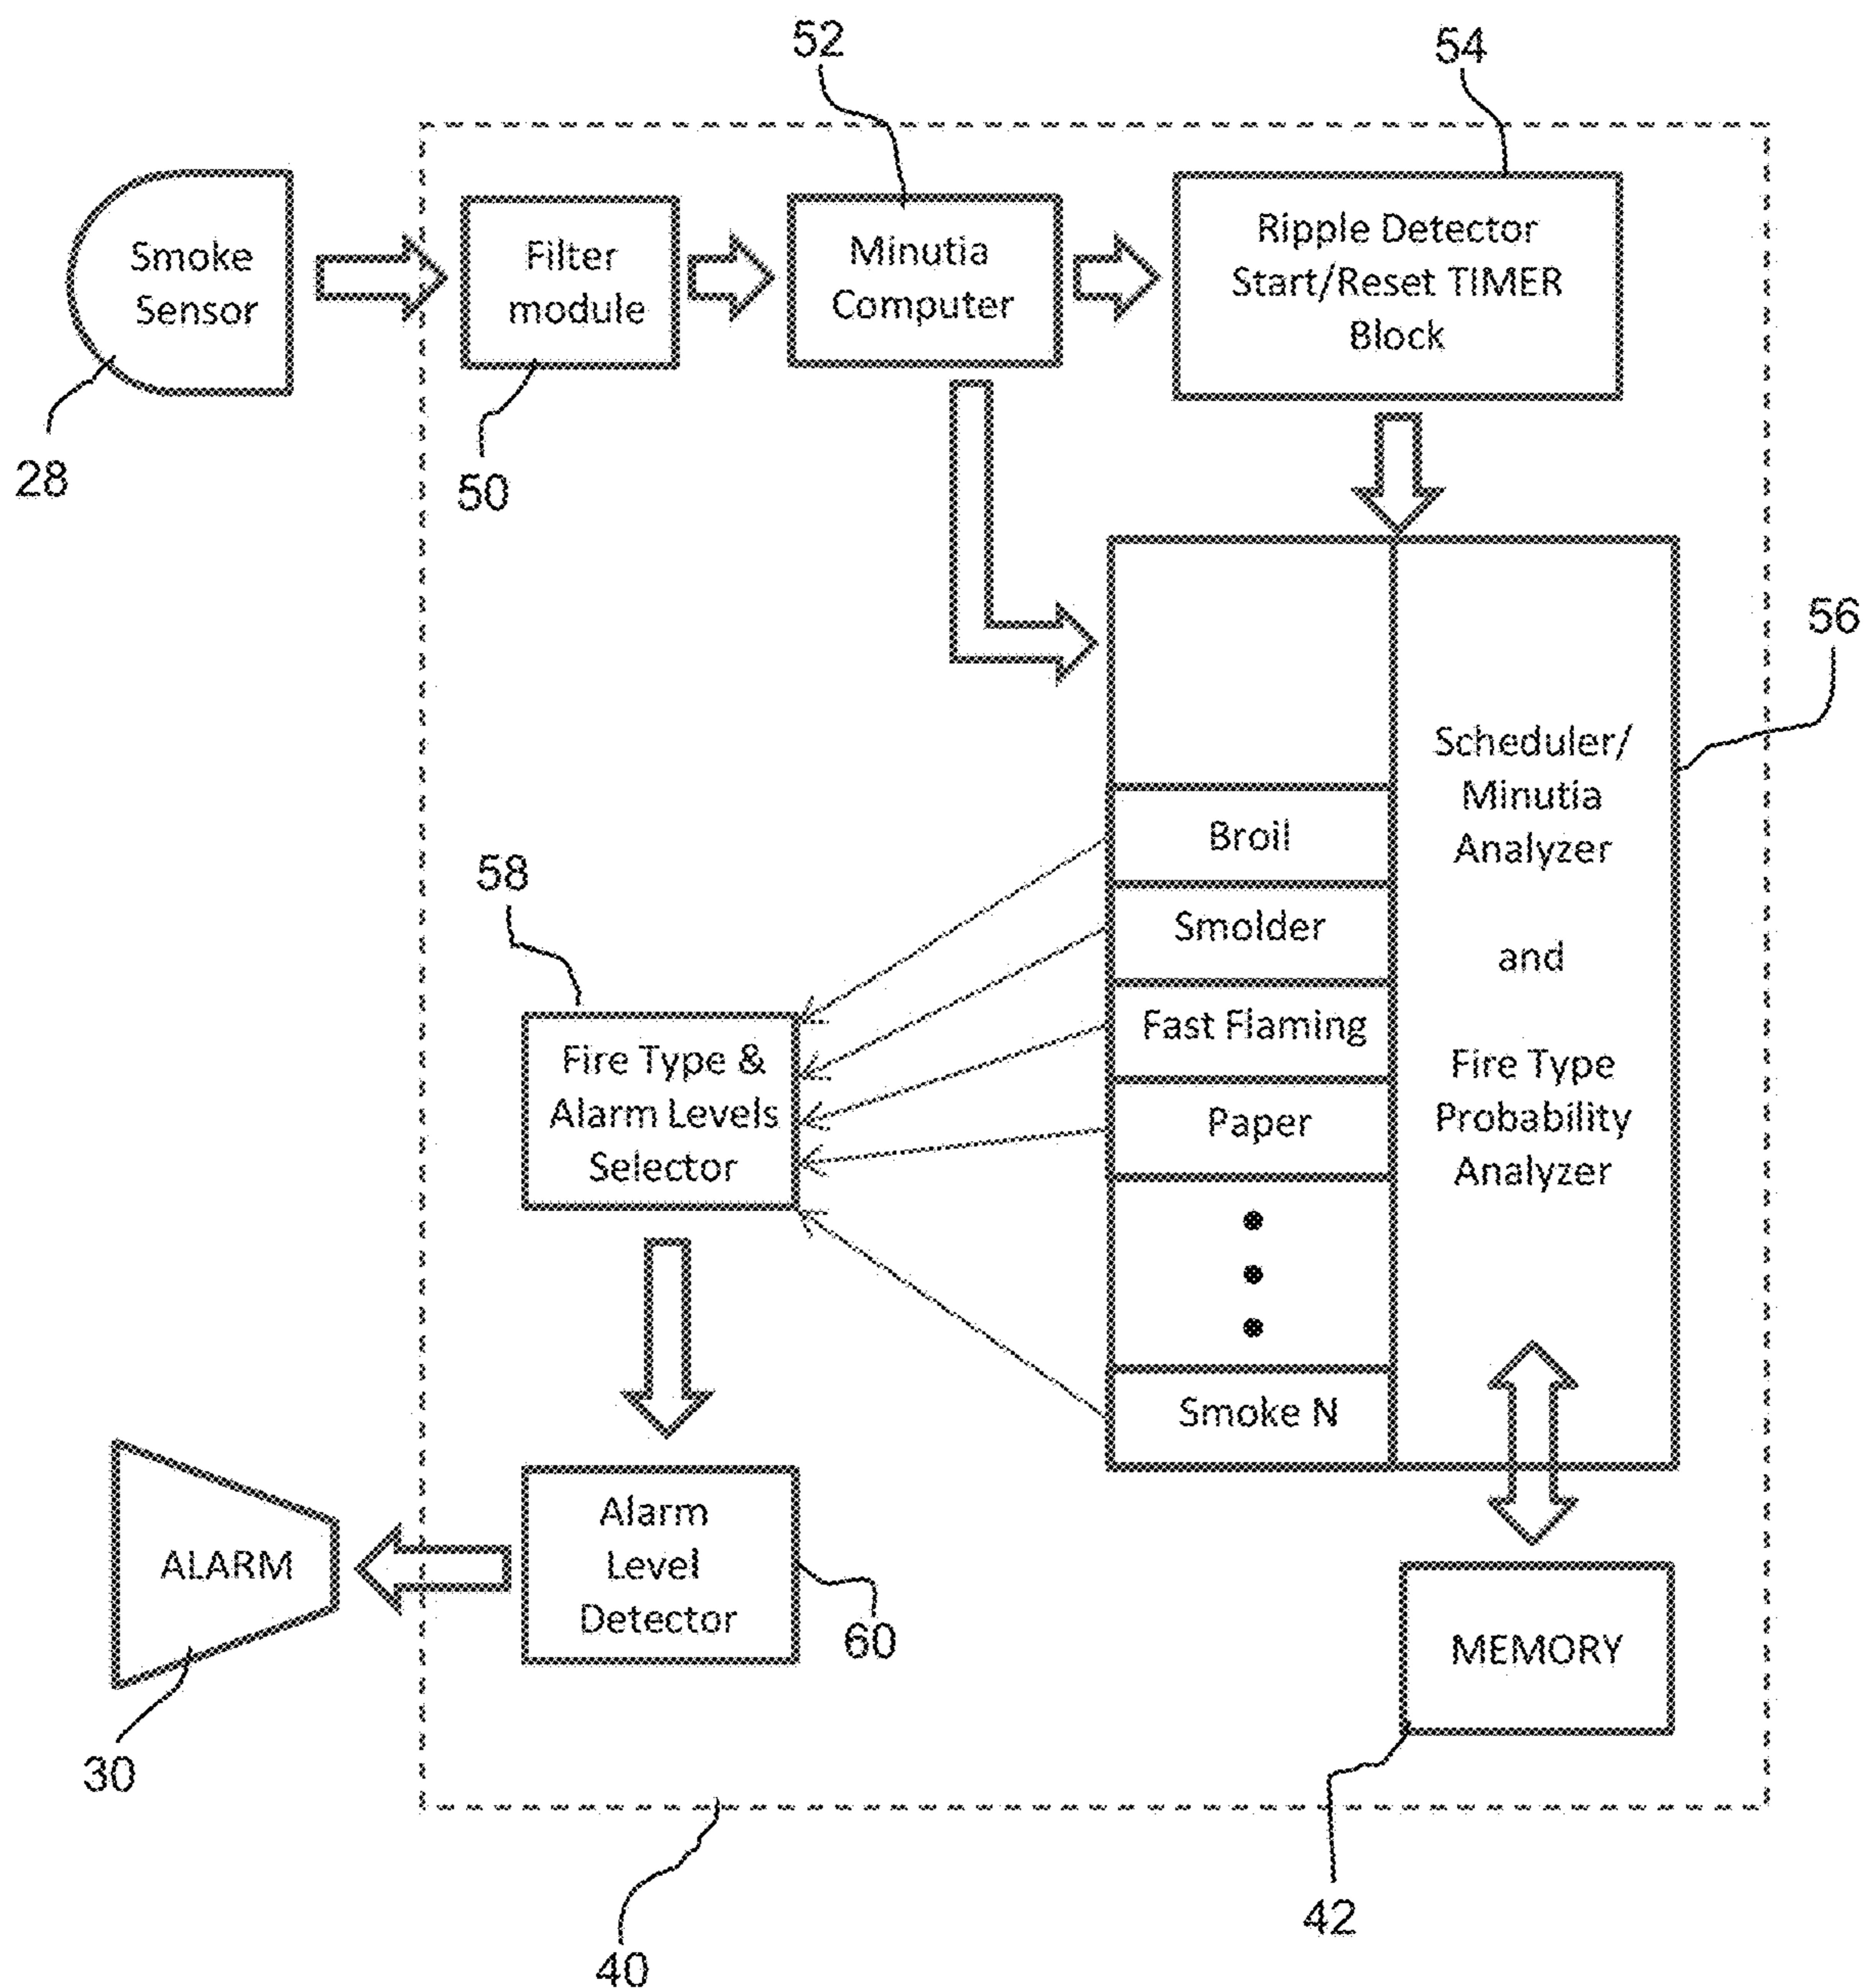 52
54
Smoke
Sensor
28
Filter
module
50
Minutia
Computer
Ripple Detector
Start/Reset TIMER
Block
56
Scheduler/
Minutia
Analyzer
and
Fire Type
Probability
Analyzer
Broil
Smolder
Fast Flaming
Paper
Smoke N
58
Fire Type &
Alarm Levels
Selector
Alarm
Level
Detector
60
ALARM
30
MEMORY
42
40